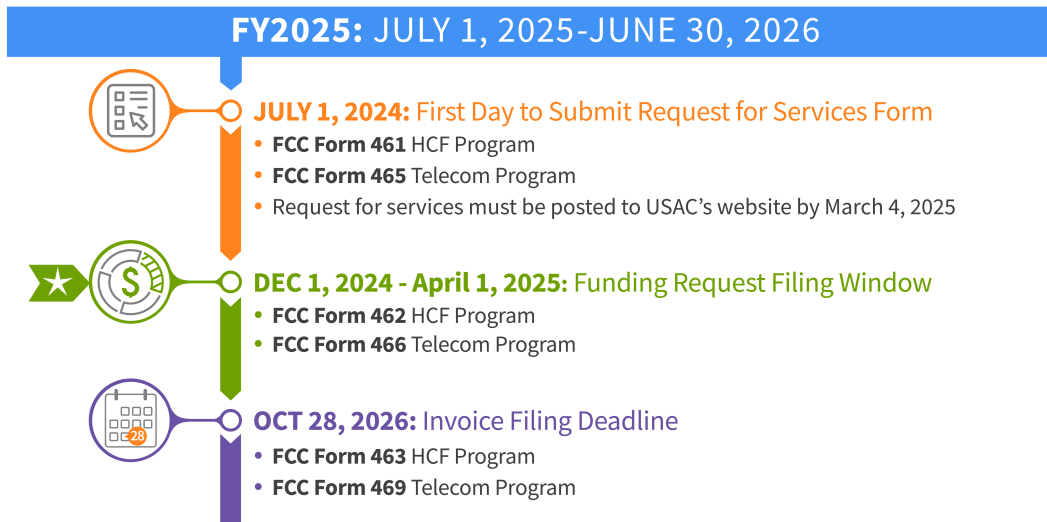 FY2025: JULY 1, 2025-JUNE 30, 2026
JULY 1, 2024: First Day to Submit Request for Services Form
• FCC Form 461 HCF Program
• FCC Form 465 Telecom Program
• Request for services must be posted to USAC’s website by March 4, 2025
$
DEC 1, 2024 - April 1, 2025: Funding Request Filing Window
• FCC Form 462 HCF Program
• FCC Form 466 Telecom Program
28
OCT 28, 2026: Invoice Filing Deadline
• FCC Form 463 HCF Program
• FCC Form 469 Telecom Program